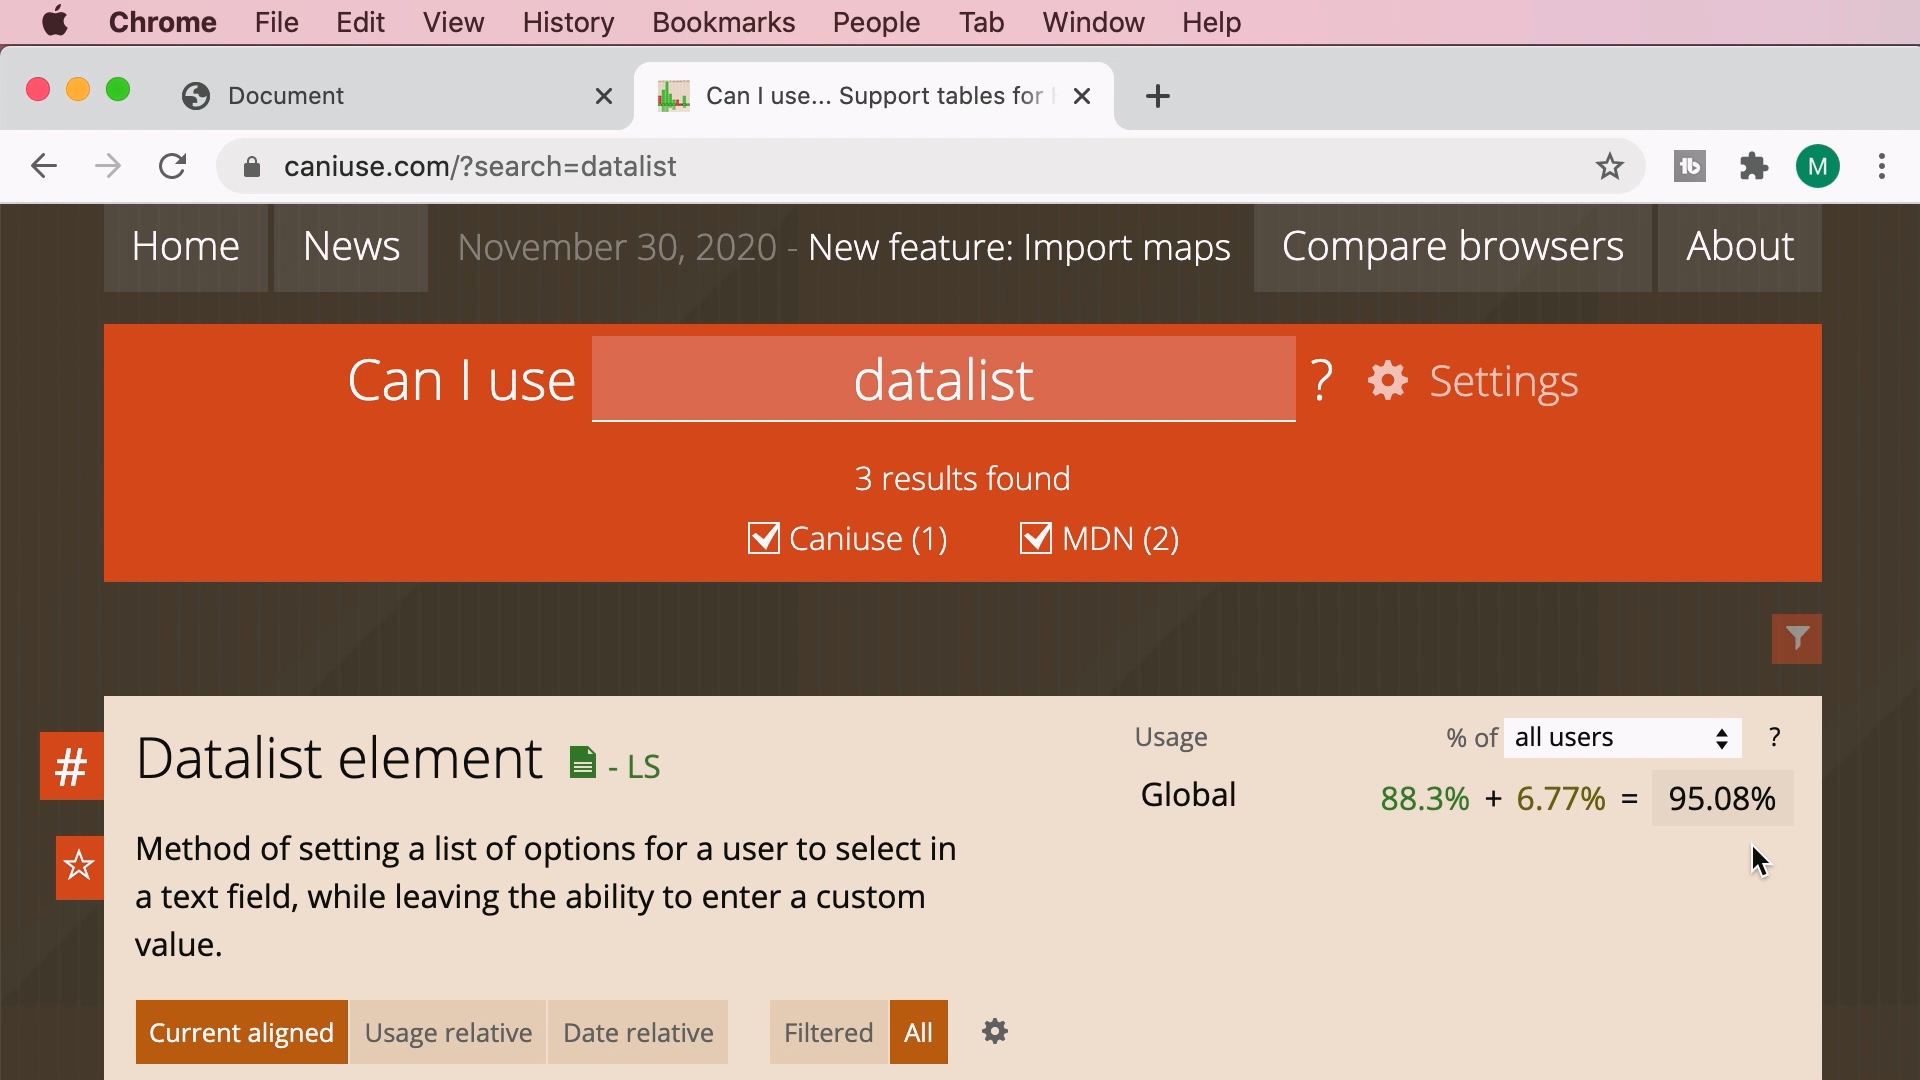 Chrome File Edit View History Bookmarks People Tab Window Help
Document
Can I use... Support tables for
caniuse.com/?search=datalist
M
Home News November 30, 2020 - New feature: Import maps Compare browsers About
Can I use datalist ? Settings
3 results found
Caniuse (1) MDN (2)
# Datalist element - LS
Usage % of all users ?
Global 88.3% + 6.77% = 95.08%
Method of setting a list of options for a user to select in
a text field, while leaving the ability to enter a custom
value.
Current aligned Usage relative Date relative Filtered All